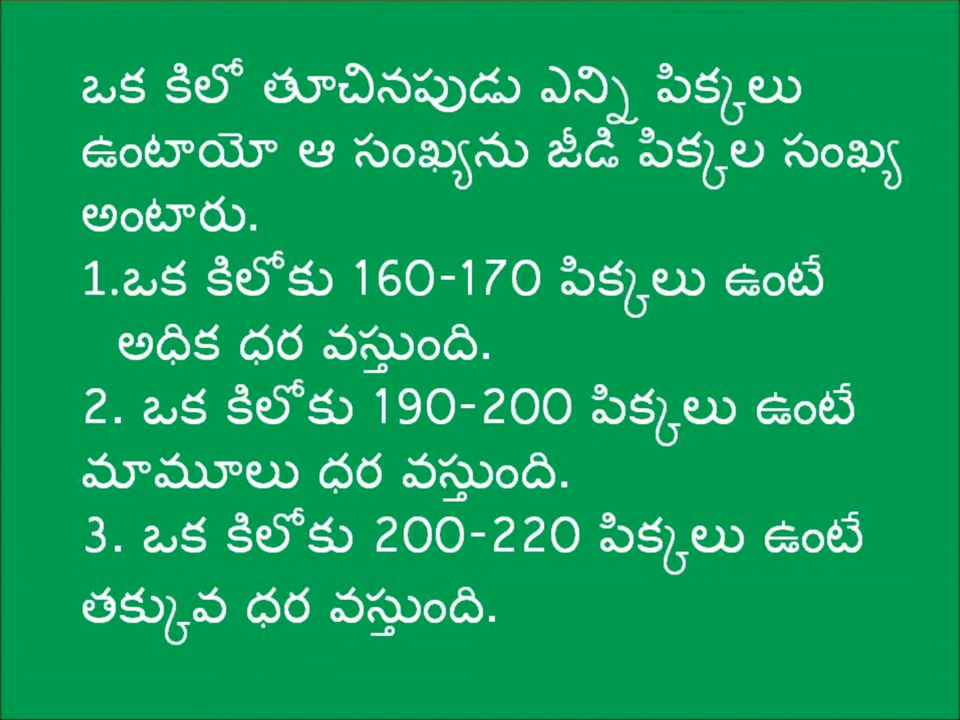 ఒక కిలో తూచినపుడు ఎన్ని పిక్కలు
ఉంటాయో ఆ సంఖ్యను జీడి పిక్కల సంఖ్య
అంటారు.
1.ఒక కిలోకు 160-170 పిక్కలు ఉంటే
అధిక ధర వస్తుంది.
2. ఒక కిలోకు 190-200 పిక్కలు ఉంటే
మామూలు ధర వస్తుంది.
3. ఒక కిలోకు 200-220 పిక్కలు ఉంటే
తక్కువ ధర వస్తుంది.